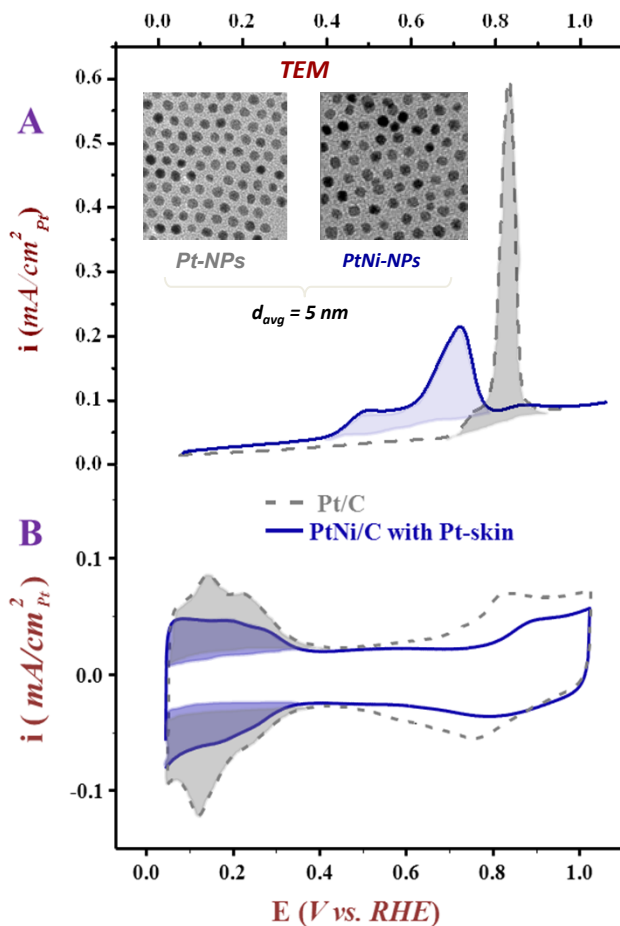 0.0 0.2 0.4 0.6 0.8 1.0
TEM
A
0.6
0.5
0.4
0.3
0.2
0.1
0.0
i (mA/cm²Pt)
Pt-NPs
PtNi-NPs
davg = 5 nm
Pt/C
PtNi/C with Pt-skin
B
0.1
0.0
-0.1
i ( mA/cm²Pt)
0.0 0.2 0.4 0.6 0.8 1.0
E (V vs. RHE)